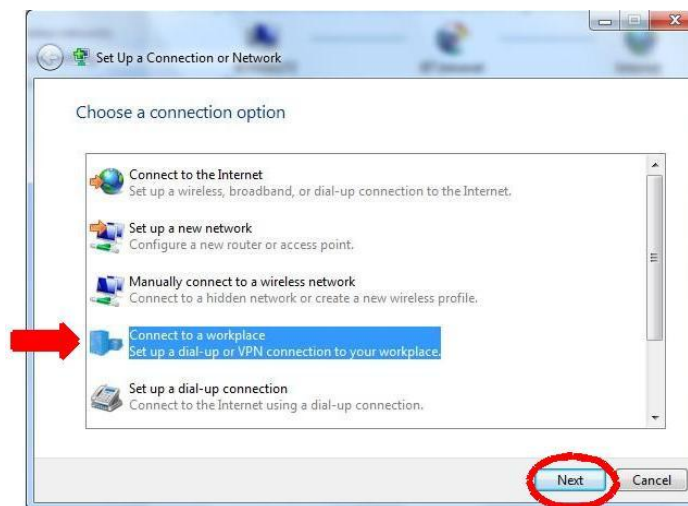 Set Up a Connection or Network
Choose a connection option
Connect to the Internet
Set up a wireless, broadband, or dial-up connection to the Internet.
Set up a new network
Configure a new router or access point.
Manually connect to a wireless network
Connect to a hidden network or create a new wireless profile.
Connect to a workplace
Set up a dial-up or VPN connection to your workplace.
Set up a dial-up connection
Connect to the Internet using a dial-up connection.
Next Cancel